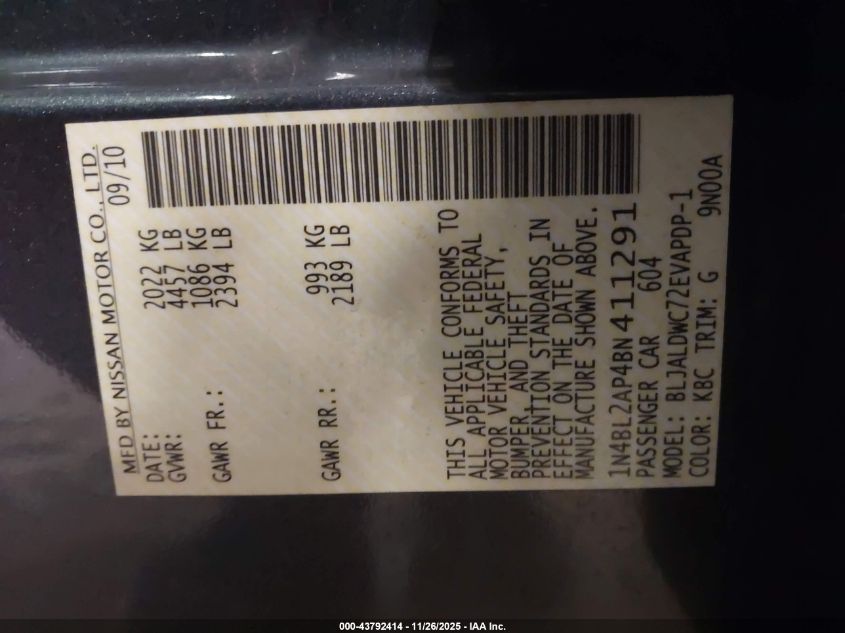 MFD BY NISSAN MOTOR CO., LTD.
DATE: 09/10
GVWR: 2022 KG
4457 LB
GAWR FR.: 1086 KG
2394 LB
GAWR RR.: 993 KG
2189 LB
THIS VEHICLE CONFORMS TO
ALL APPLICABLE FEDERAL
MOTOR VEHICLE SAFETY,
BUMPER, AND THEFT
PREVENTION STANDARDS IN
EFFECT ON THE DATE OF
MANUFACTURE SHOWN ABOVE.
1N4BL2AP4BN411291
PASSENGER CAR 604
MODEL: BLJALDWC72EVAPDP-1
COLOR: KBC TRIM: G 9N00A
000-43792414 - 11/26/2025 - IAA Inc.